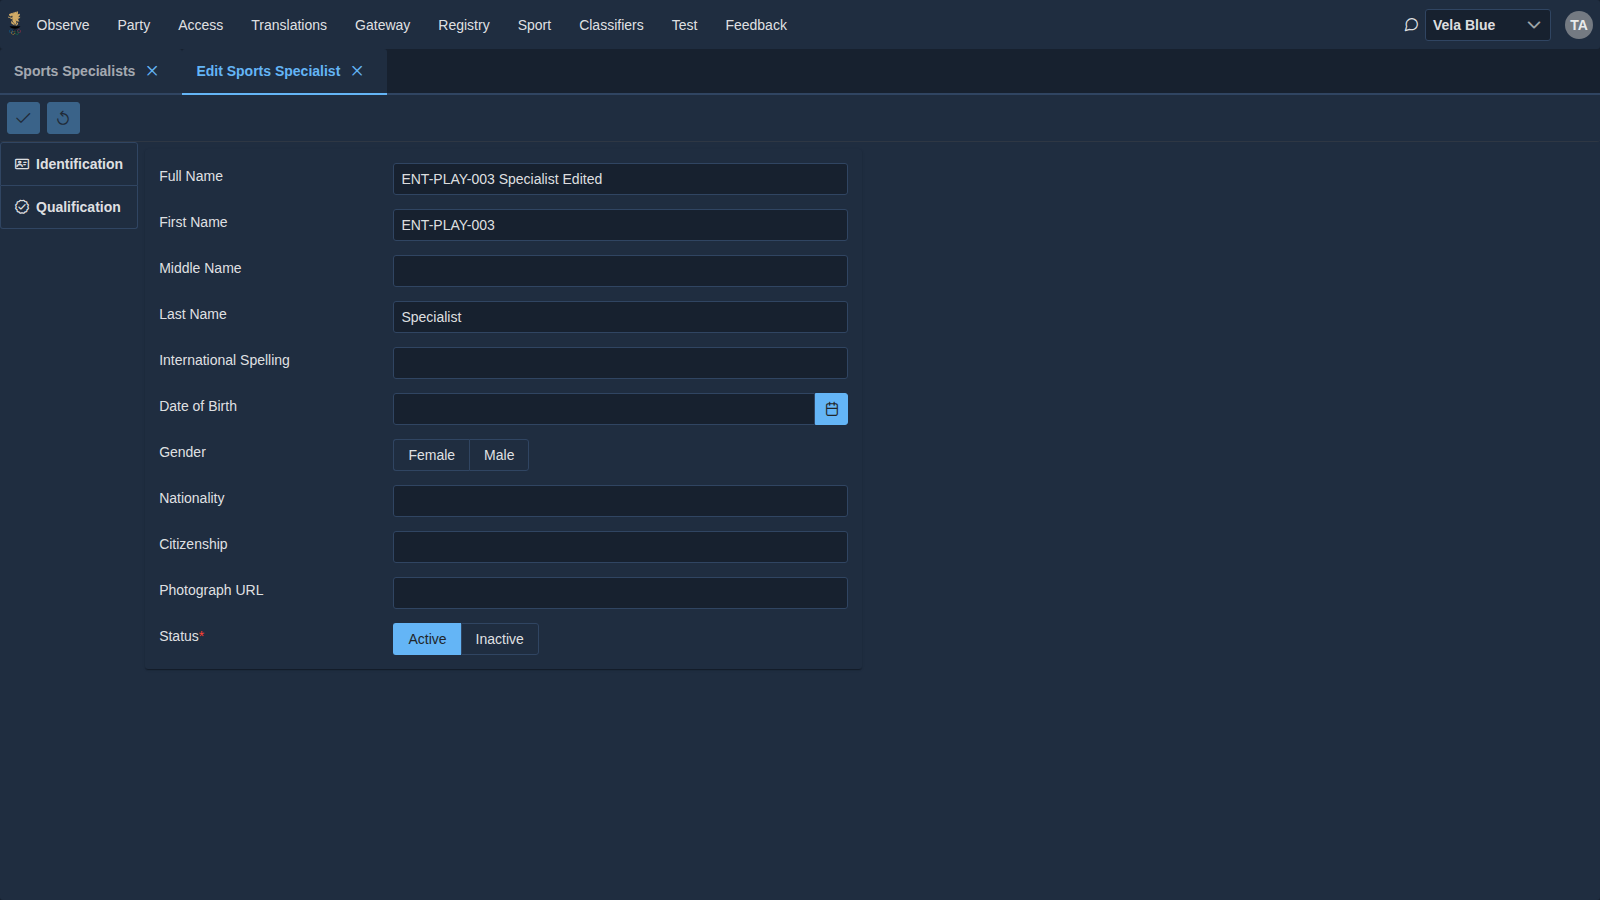 Observe Party Access Translations Gateway Registry Sport Classifiers Test Feedback Vela Blue TA
Sports Specialists Edit Sports Specialist
Identification
Qualification
Full Name ENT-PLAY-003 Specialist Edited
First Name ENT-PLAY-003
Middle Name
Last Name Specialist
International Spelling
Date of Birth
Gender Female Male
Nationality
Citizenship
Photograph URL
Status* Active Inactive